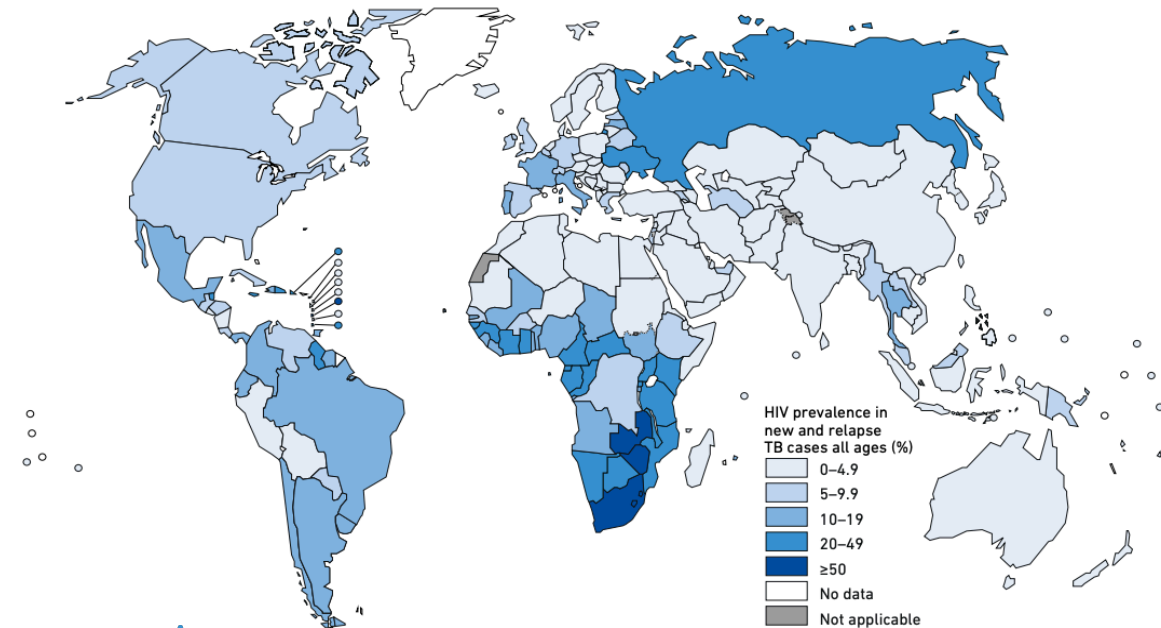 HIV prevalence in
new and relapse
TB cases all ages (%)
0–4.9
5–9.9
10–19
20–49
≥50
No data
Not applicable